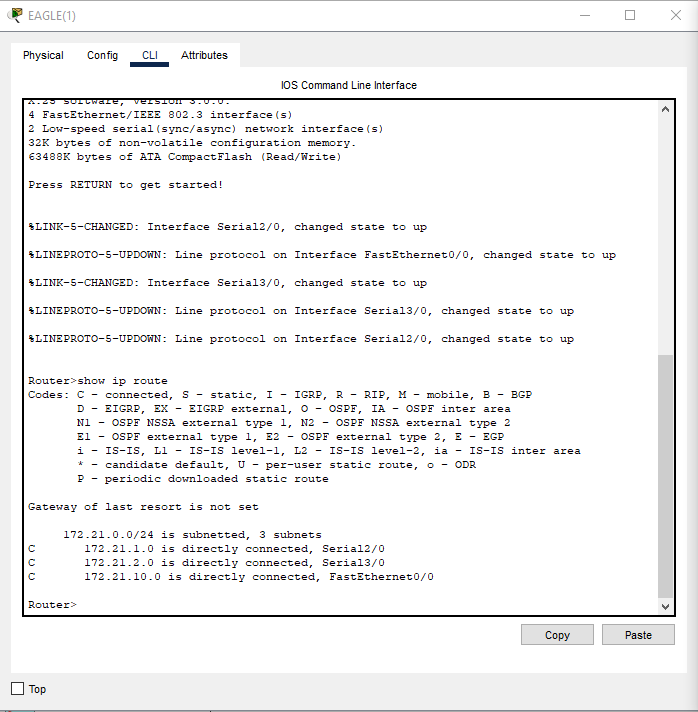 EAGLE(1)
Physical Config CLI Attributes
IOS Command Line Interface
X.25 software, Version 3.0.0.
4 FastEthernet/IEEE 802.3 interface(s)
2 Low-speed serial(sync/async) network interface(s)
32K bytes of non-volatile configuration memory.
63488K bytes of ATA CompactFlash (Read/Write)
Press RETURN to get started!
%LINK-5-CHANGED: Interface Serial2/0, changed state to up
%LINEPROTO-5-UPDOWN: Line protocol on Interface FastEthernet0/0, changed state to up
%LINK-5-CHANGED: Interface Serial3/0, changed state to up
%LINEPROTO-5-UPDOWN: Line protocol on Interface Serial3/0, changed state to up
%LINEPROTO-5-UPDOWN: Line protocol on Interface Serial2/0, changed state to up
Router>show ip route
Codes: C - connected, S - static, I - IGRP, R - RIP, M - mobile, B - BGP
D - EIGRP, EX - EIGRP external, O - OSPF, IA - OSPF inter area
N1 - OSPF NSSA external type 1, N2 - OSPF NSSA external type 2
E1 - OSPF external type 1, E2 - OSPF external type 2, E - EGP
i - IS-IS, L1 - IS-IS level-1, L2 - IS-IS level-2, ia - IS-IS inter area
* - candidate default, U - per-user static route, o - ODR
P - periodic downloaded static route
Gateway of last resort is not set
172.21.0.0/24 is subnetted, 3 subnets
C 172.21.1.0 is directly connected, Serial2/0
C 172.21.2.0 is directly connected, Serial3/0
C 172.21.10.0 is directly connected, FastEthernet0/0
Router>
Copy Paste
Top